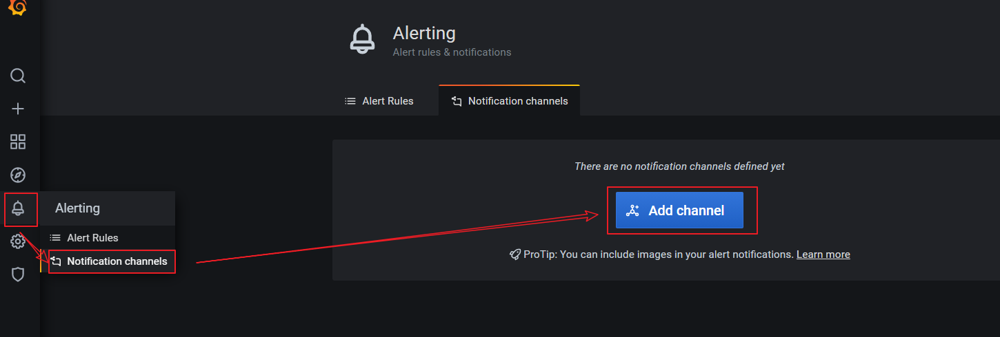 Alerting
Alert rules & notifications
Alert Rules
Notification channels
There are no notification channels defined yet
Add channel
ProTip: You can include images in your alert notifications. Learn more
Alerting
Alert Rules
Notification channels